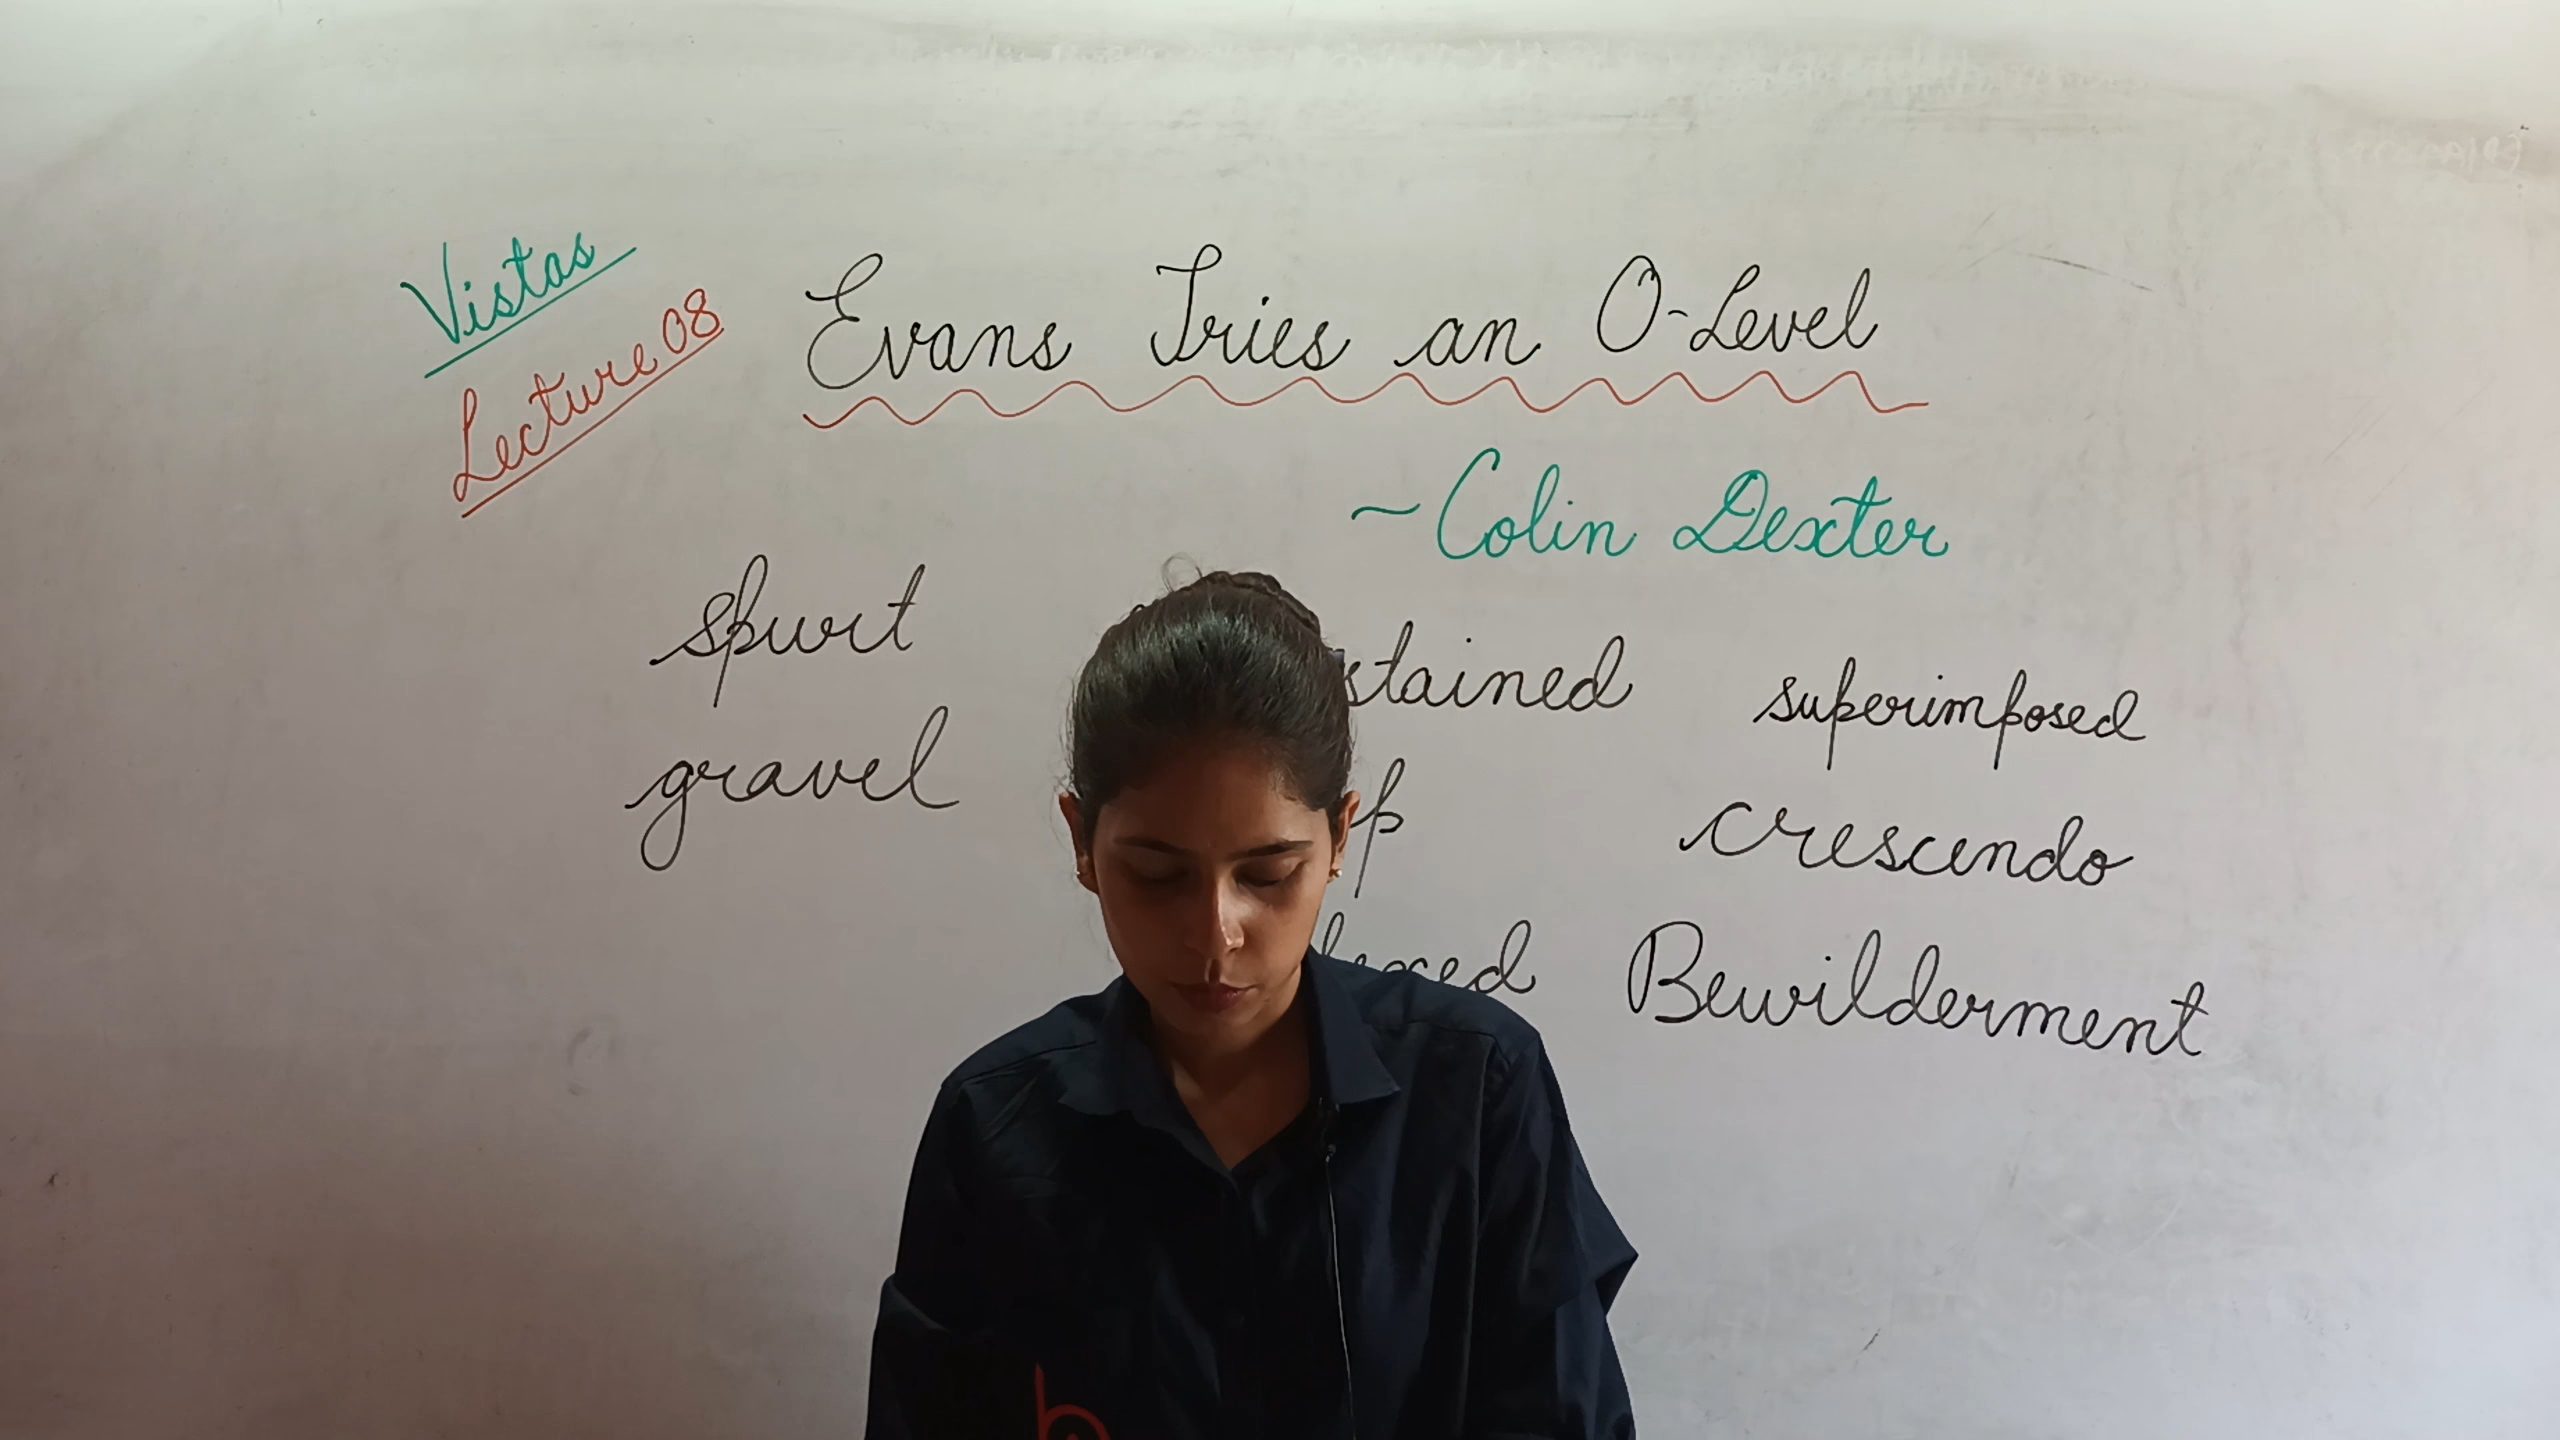 Vistas
Lecture 08
Evans Tries an O-Level
~Colin Dexter
spurt stained superimposed
gravel crescendo
Bewilderment